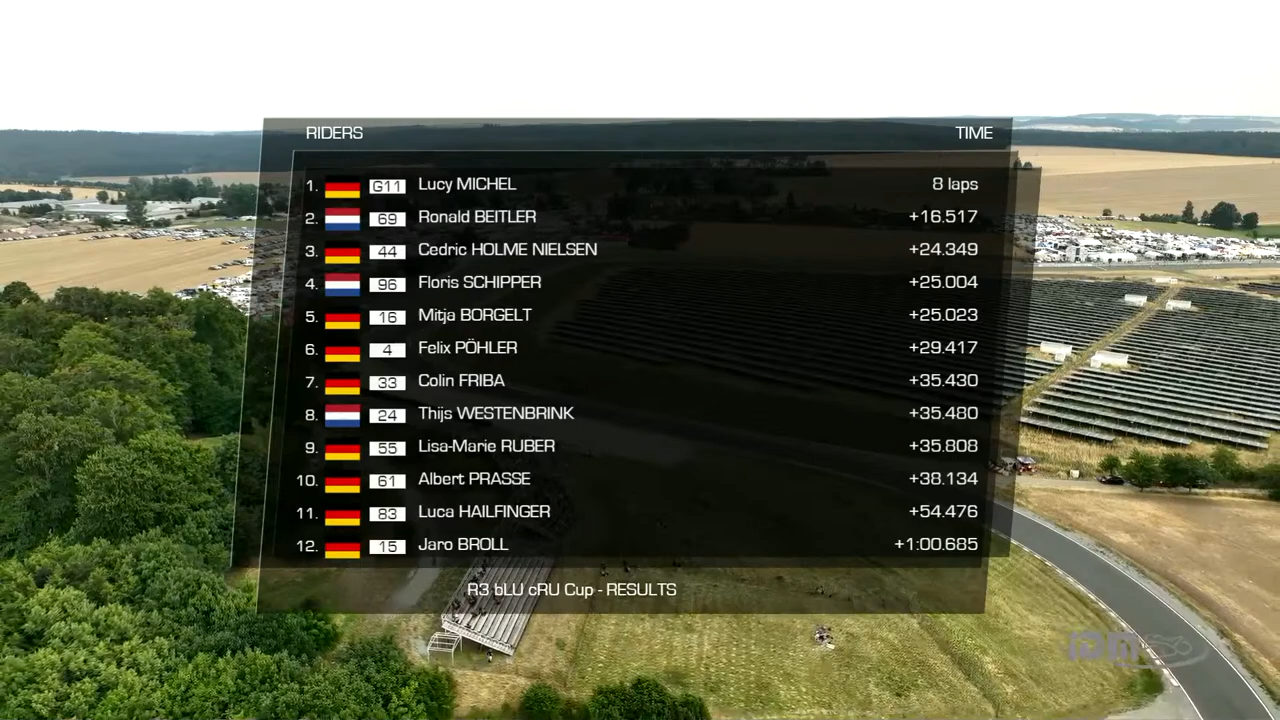 RIDERS TIME
1. G11 Lucy MICHEL 8 laps
2. 69 Ronald BEITLER +16.517
3. 44 Cedric HOLME NIELSEN +24.349
4. 96 Floris SCHIPPER +25.004
5. 16 Mitja BORGELT +25.023
6. 4 Felix PÖHLER +29.417
7. 33 Colin FRIBA +35.430
8. 24 Thijs WESTENBRINK +35.480
9. 55 Lisa-Marie RUBER +35.808
10. 61 Albert PRASSE +38.134
11. 83 Luca HAILFINGER +54.476
12. 15 Jaro BROLL +1:00.685
R3 bLU cRU Cup - RESULTS
IDM